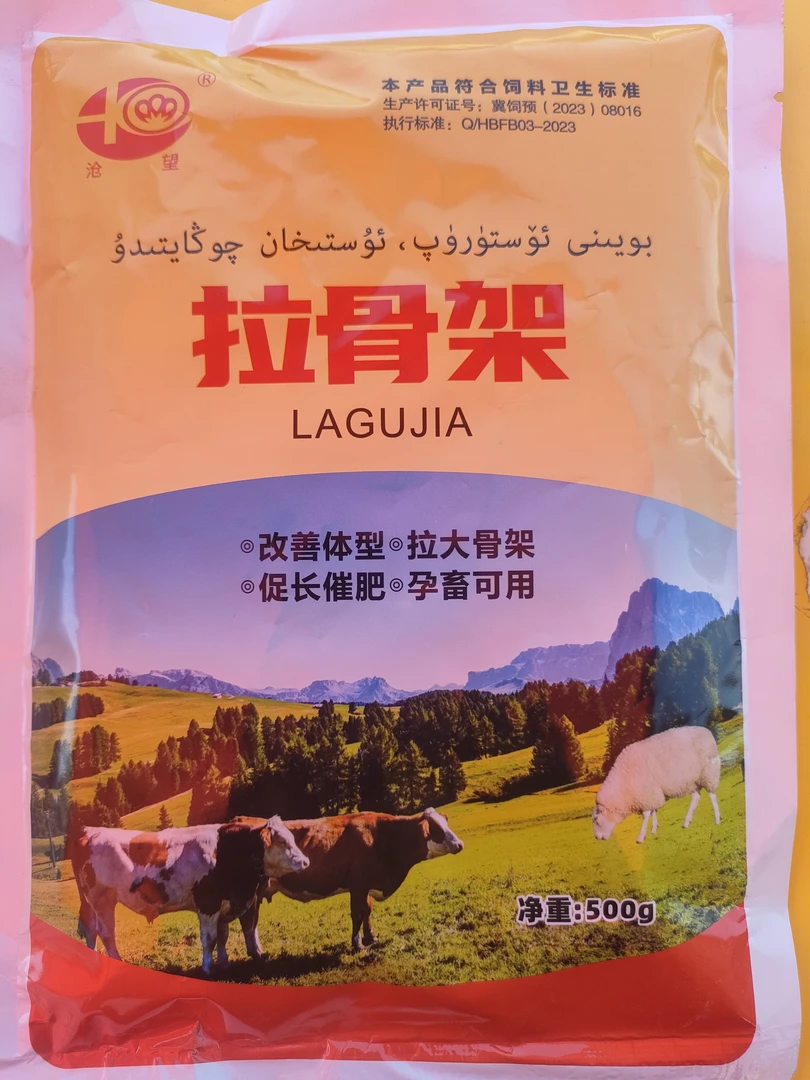 沧望®
本产品符合饲料卫生标准
生产许可证号：冀饲预（2023）08016
执行标准：Q/HBFB03-2023
بويىنى ئۆستۈرۈپ، ئۇستىخان چوڭايتىدۇ
拉骨架
LAGUJIA
◎改善体型◎拉大骨架
◎促长催肥◎孕畜可用
净重:500g